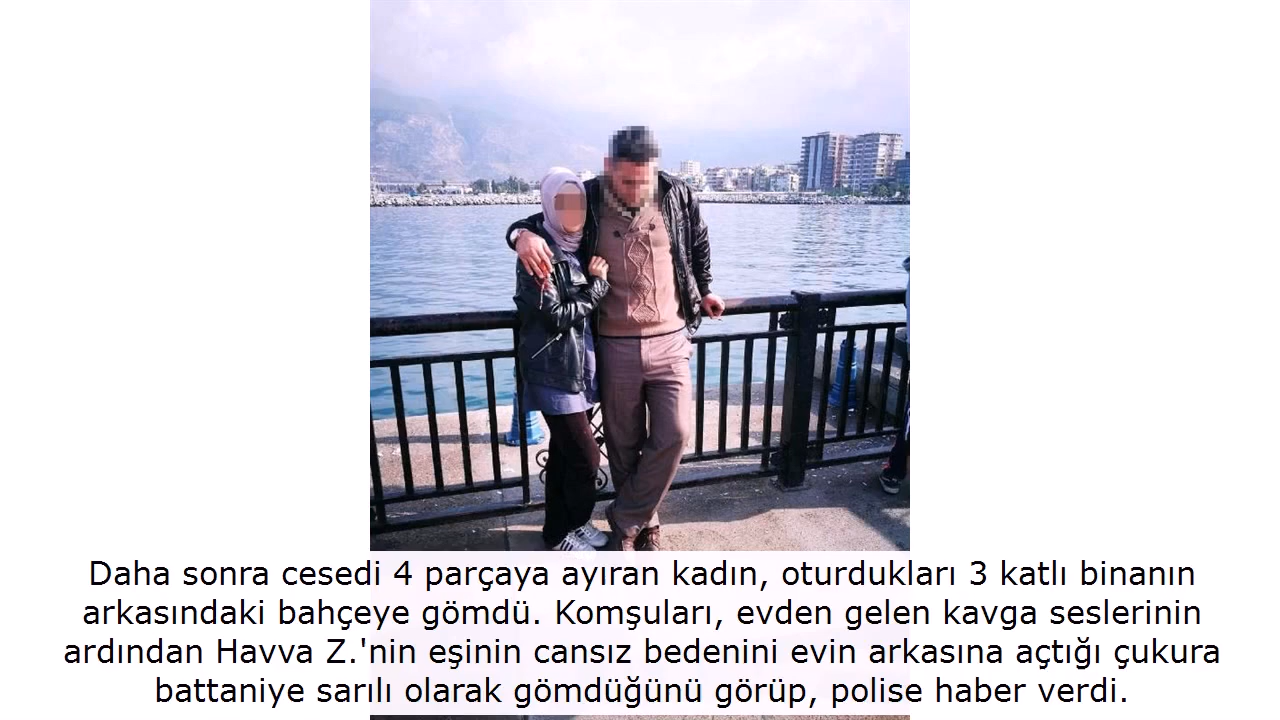 Daha sonra cesedi 4 parçaya ayıran kadın, oturdukları 3 katlı binanın
arkasındaki bahçeye gömdü. Komşuları, evden gelen kavga seslerinin
ardından Havva Z.'nin eşinin cansız bedenini evin arkasına açtığı çukura
battaniye sarılı olarak gömdüğünü görüp, polise haber verdi.